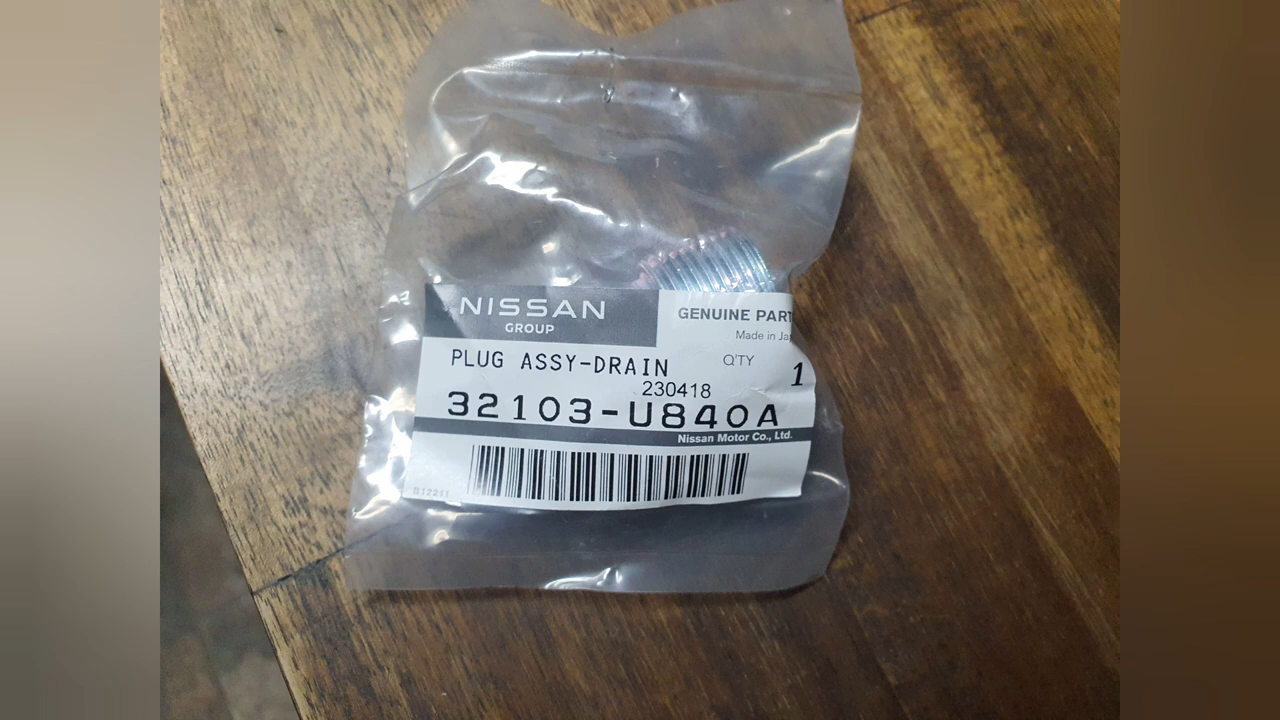 NISSAN
GROUP
GENUINE PART
Made in Ja
PLUG ASSY-DRAIN
Q'TY
1
230418
32103-U840A
Nissan Motor Co., Ltd.